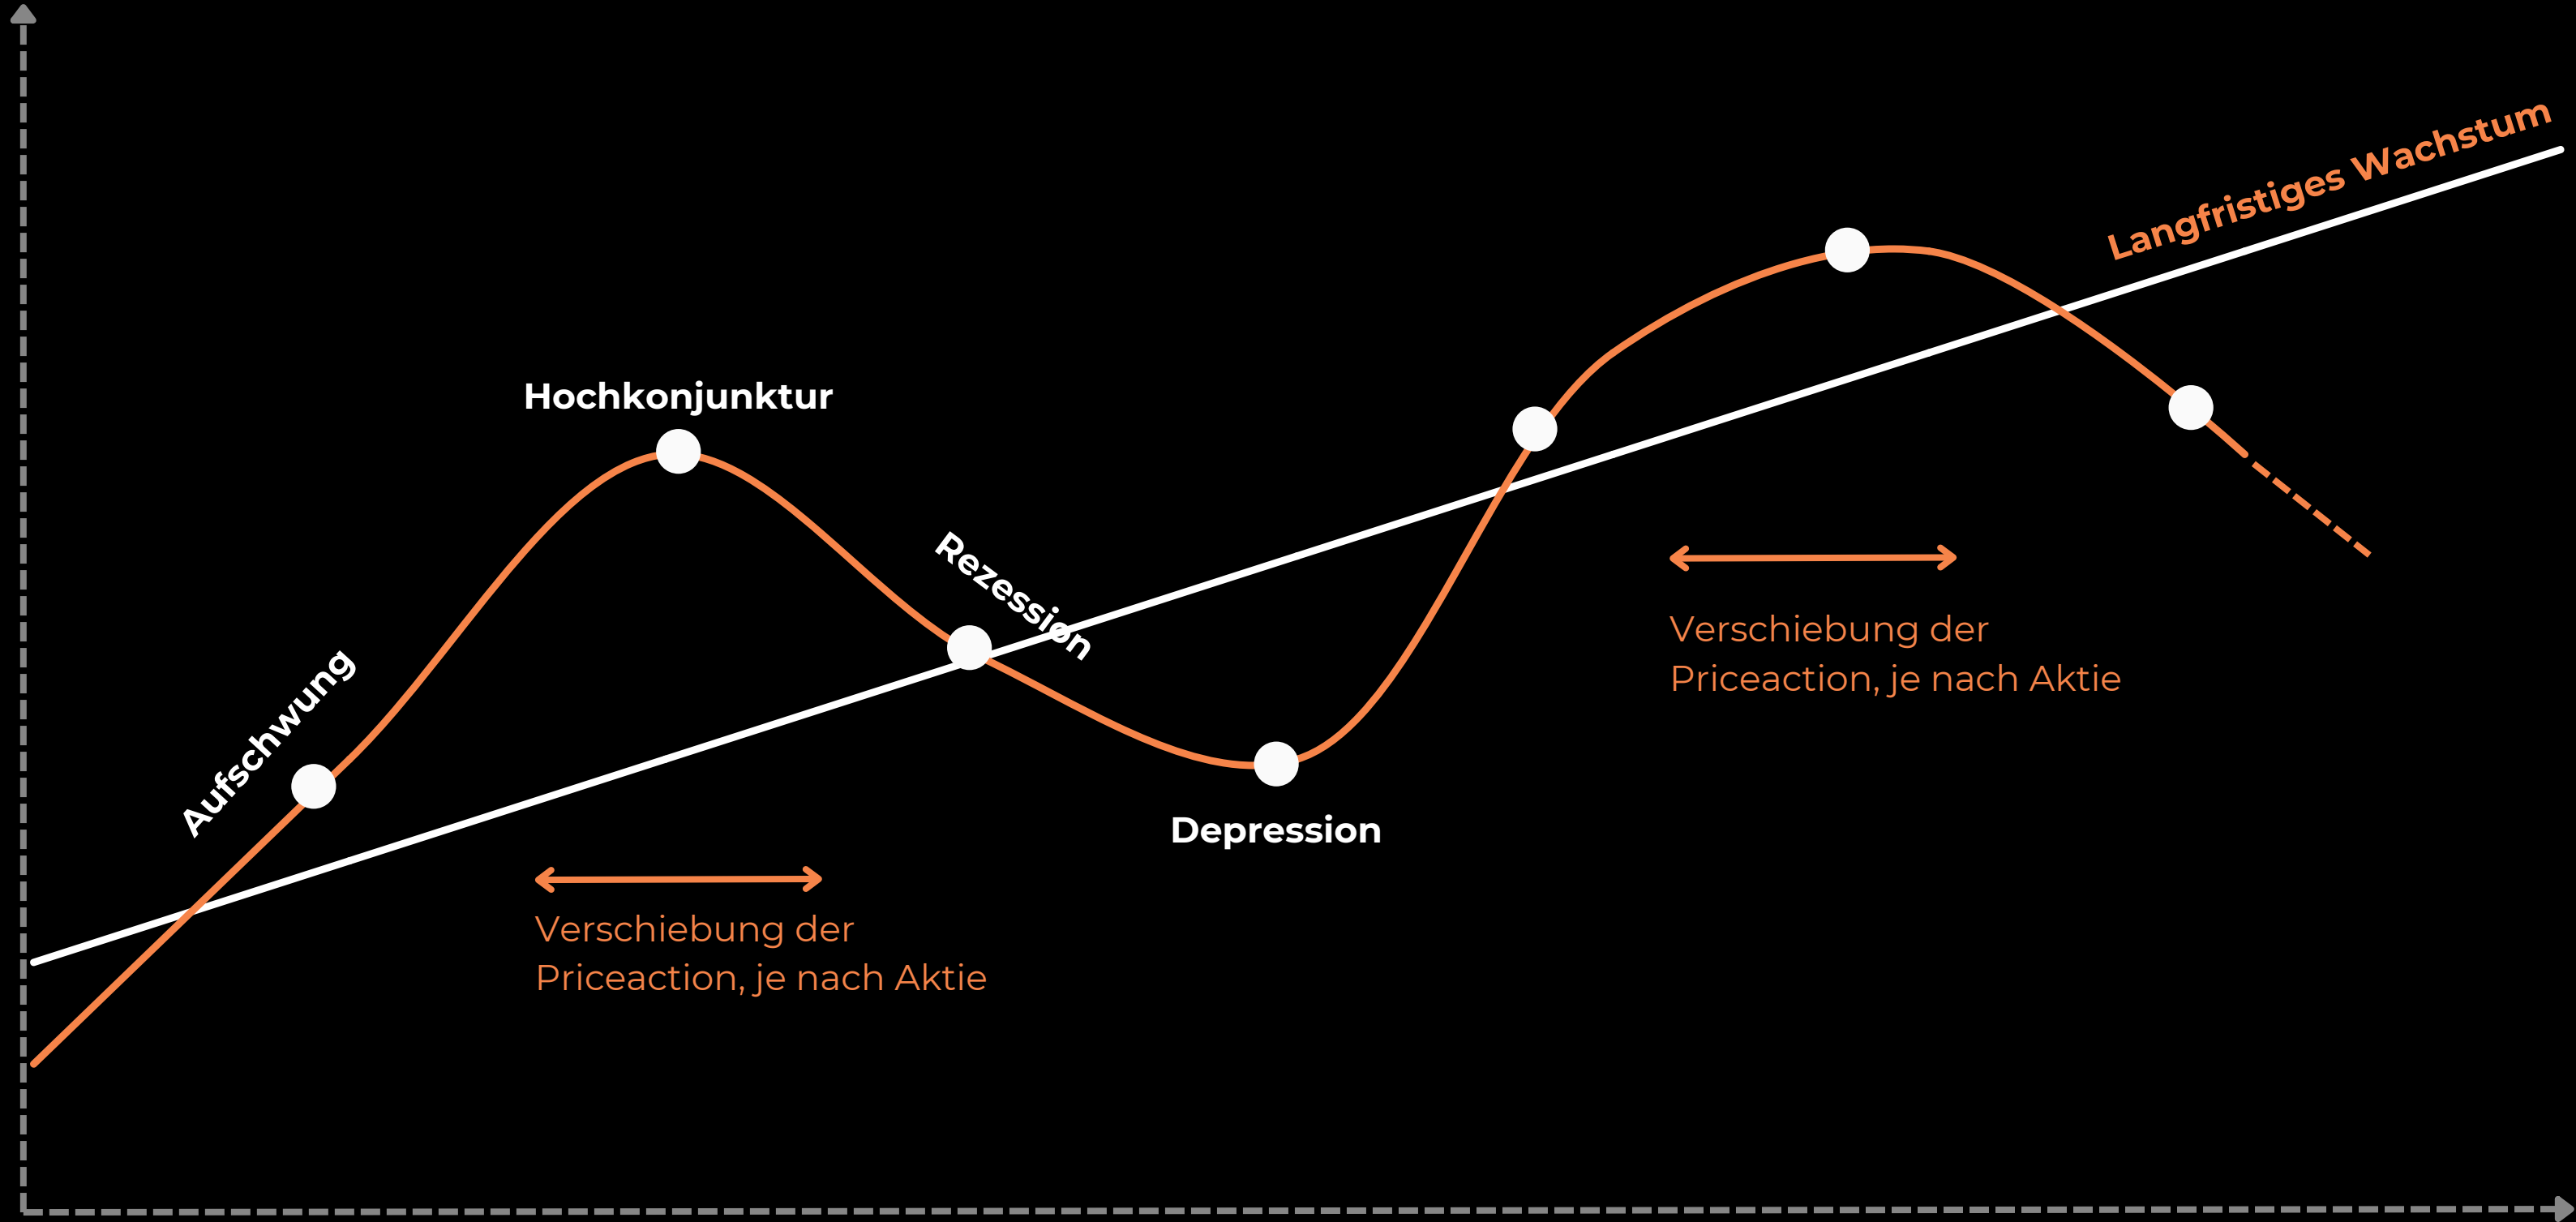 Langfristiges Wachstum
Hochkonjunktur
Rezession
Aufschwung
Verschiebung der
Priceaction, je nach Aktie
Depression
Verschiebung der
Priceaction, je nach Aktie